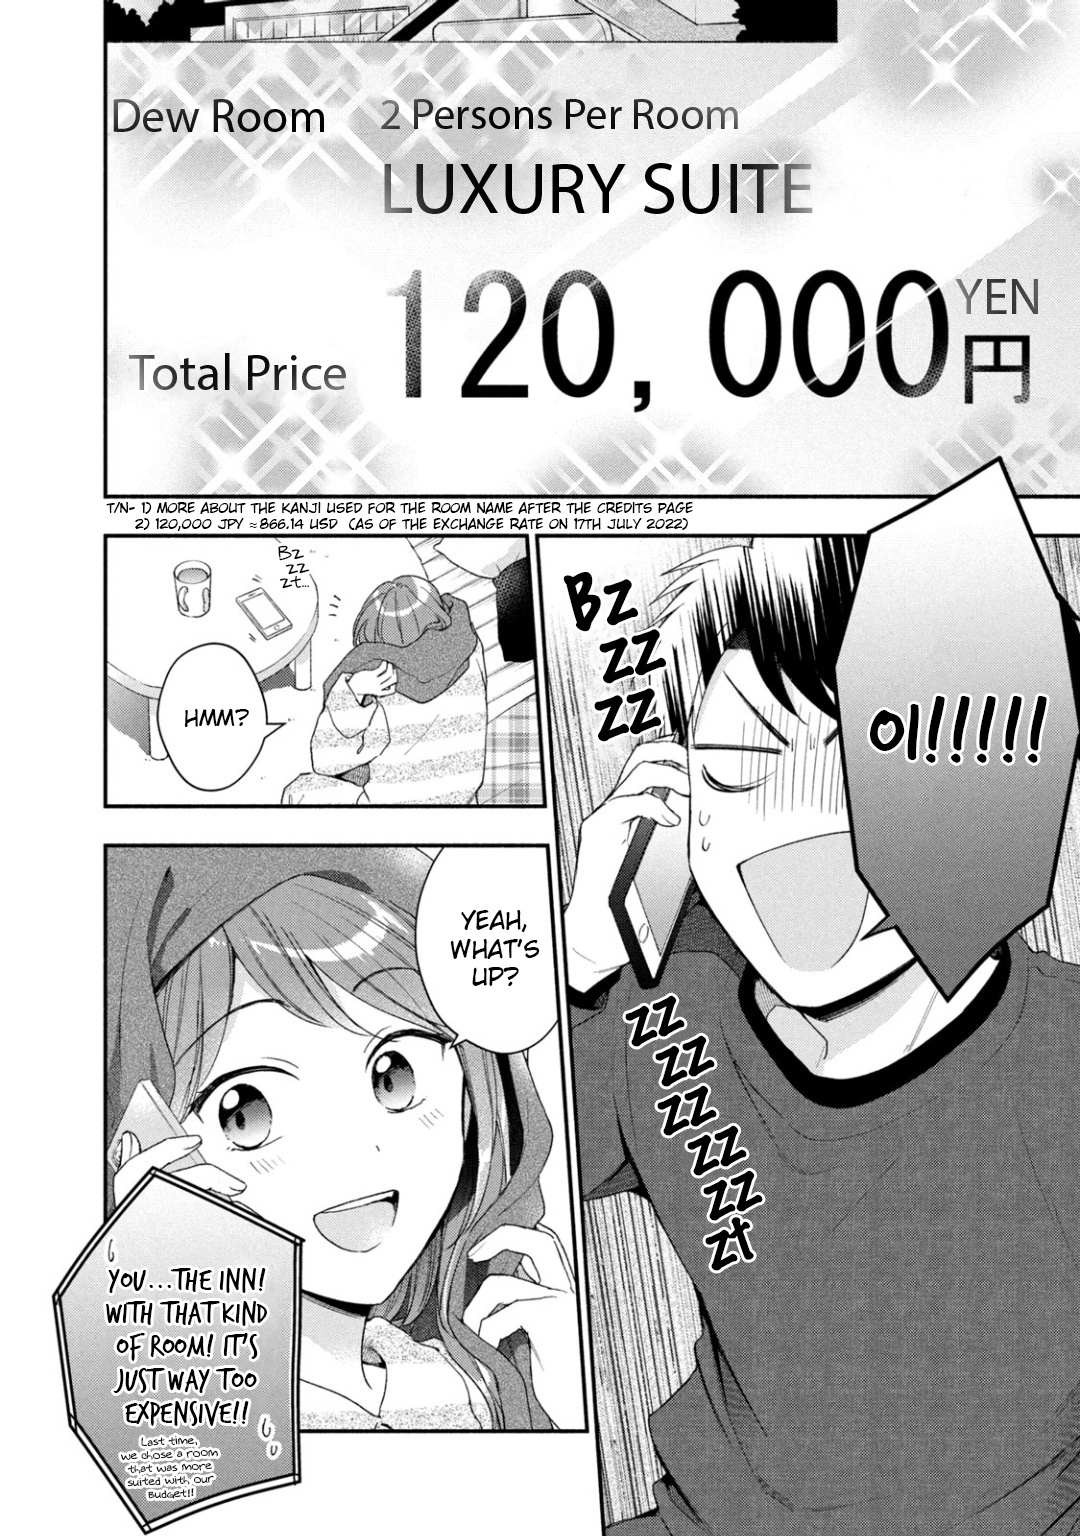 Dew Room
2 Persons Per Room
LUXURY SUITE
Total Price
120,000
YEN
円
T/N- 1) MORE ABOUT THE KANJI USED FOR THE ROOM NAME AFTER THE CREDITS PAGE
2) 120,000 JPY ≈866.14 USD (AS OF THE EXCHANGE RATE ON 17TH JULY 2022)
OI!!!!!
Bz
zz
zz
zz
zz
zz
zz
zz
zt
Bz
zz
zt...
HMM?
YEAH,
WHAT'S
UP?
YOU...THE INN!
WITH THAT KIND
OF ROOM! IT'S
JUST WAY TOO
EXPENSIVE!!
Last time,
we chose a room
that was more
suited with our
Budget!!